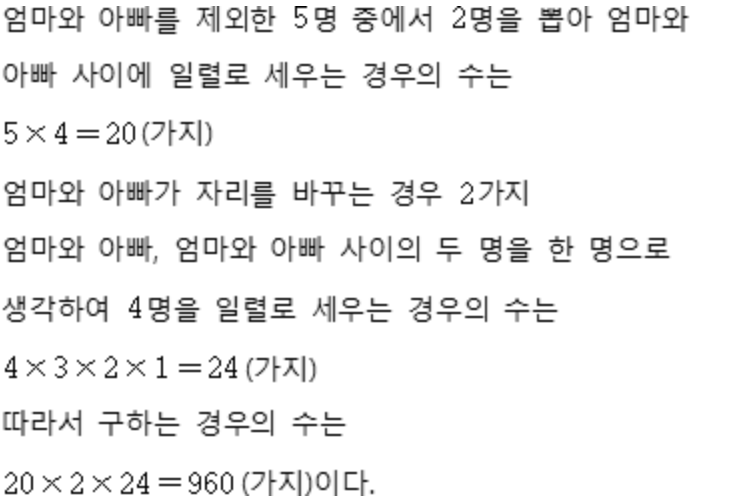 엄마와 아빠를 제외한 5명 중에서 2명을 뽑아 엄마와
아빠 사이에 일렬로 세우는 경우의 수는
5×4=20(가지)
엄마와 아빠가 자리를 바꾸는 경우 2가지
엄마와 아빠, 엄마와 아빠 사이의 두 명을 한 명으로
생각하여 4명을 일렬로 세우는 경우의 수는
4×3×2×1=24(가지)
따라서 구하는 경우의 수는
20×2×24=960(가지)이다.